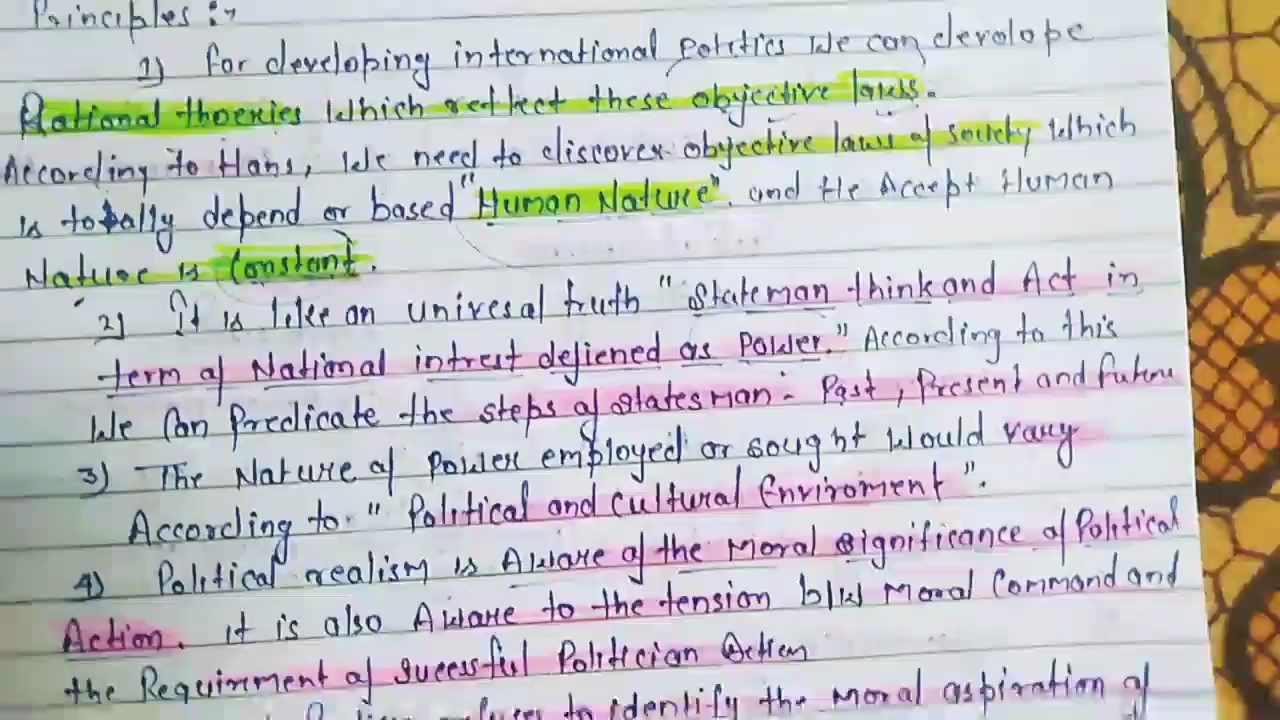 Principles :-
1) for developing international politics we can devolope
Rational thoeries which reflect these objective laws.
According to Hans, we need to discover objective laws of society which
is totally depend or based "Human Nature". and He Accept Human
Nature is Constant.
2) It is like an univesal truth "Stateman think and Act in
term of National intrest defiened as Power." According to this
We Can Predicate the steps of statesman - Past, Present and future
3) The Nature of Power employed or sought would vary
According to "Political and cultural Enviroment".
4) Political realism is Aware of the Moral significance of Political
Action. it is also Aware to the tension b/w Moral Command and
the Requirment of sucessful Politician Action
to identify the moral aspiration of